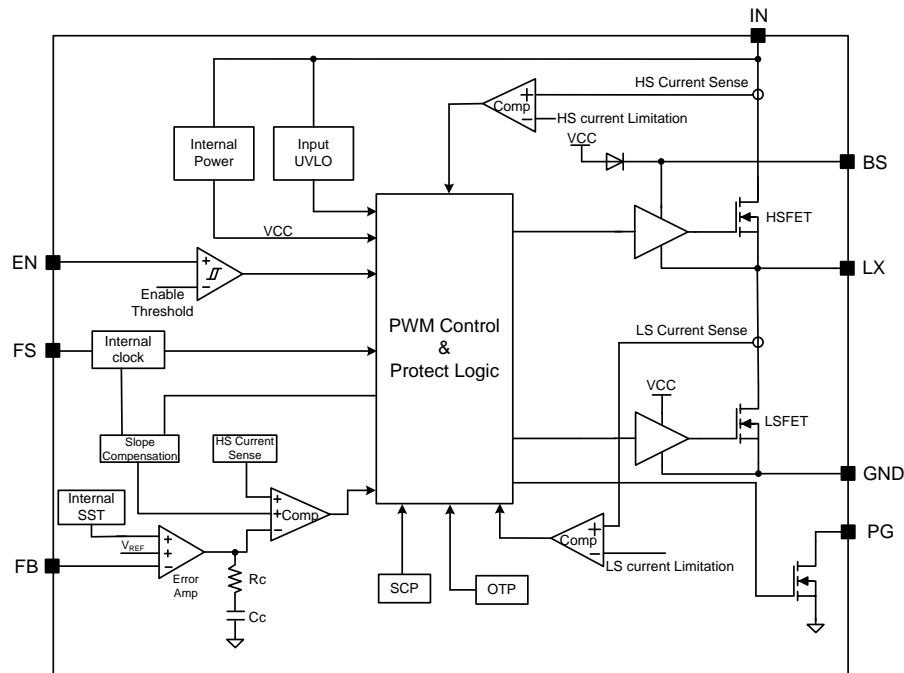 IN
HS Current Sense
+
Comp
−
HS current Limitation
Internal
Power
Input
UVLO
VCC
BS
HSFET
VCC
EN
+
−
Enable
Threshold
LX
PWM Control
&
Protect Logic
FS
Internal
clock
LS Current Sense
VCC
LSFET
Slope
Compensation
HS Current
Sense
GND
Internal
SST
+
+
−
Comp
PG
VREF
+
+
−
FB
Error
Amp
Rc
Cc
SCP
OTP
+
Comp
−
LS current Limitation